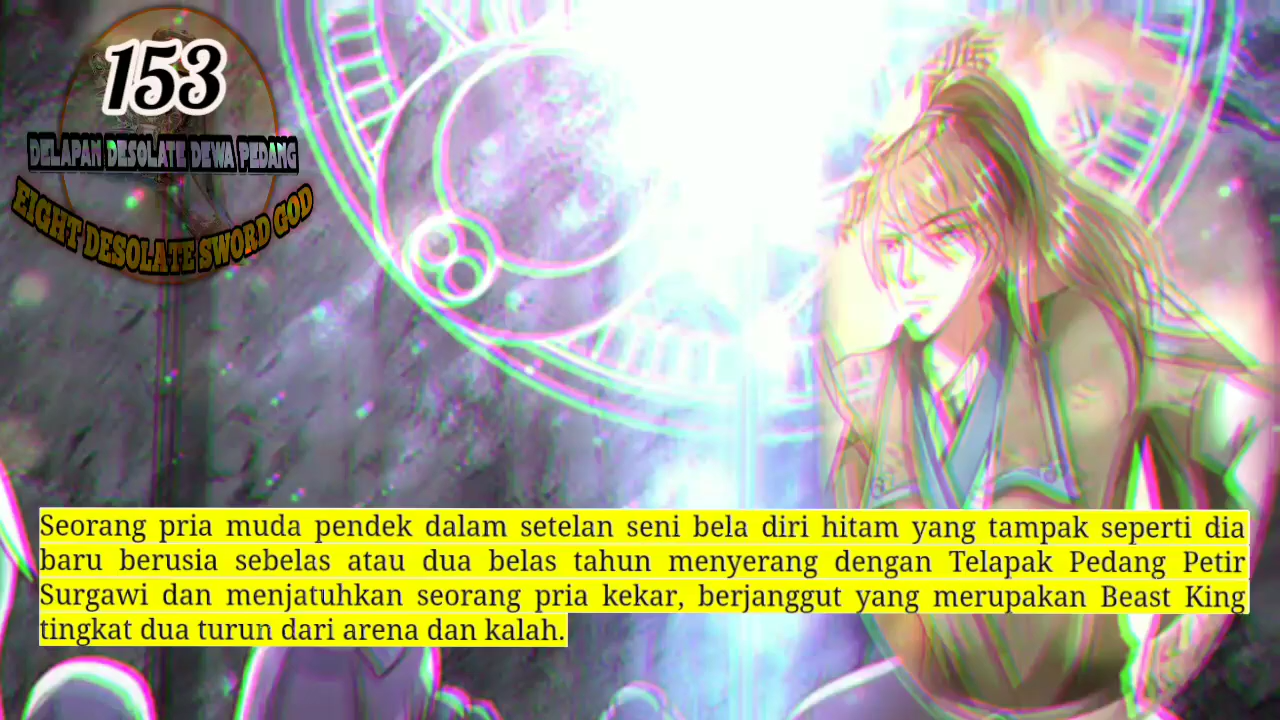 153
DELAPAN DESOLATE DEWA PEDANG
EIGHT DESOLATE SWORD GOD
Seorang pria muda pendek dalam setelan seni bela diri hitam yang tampak seperti dia
baru berusia sebelas atau dua belas tahun menyerang dengan Telapak Pedang Petir
Surgawi dan menjatuhkan seorang pria kekar, berjanggut yang merupakan Beast King
tingkat dua turun dari arena dan kalah.